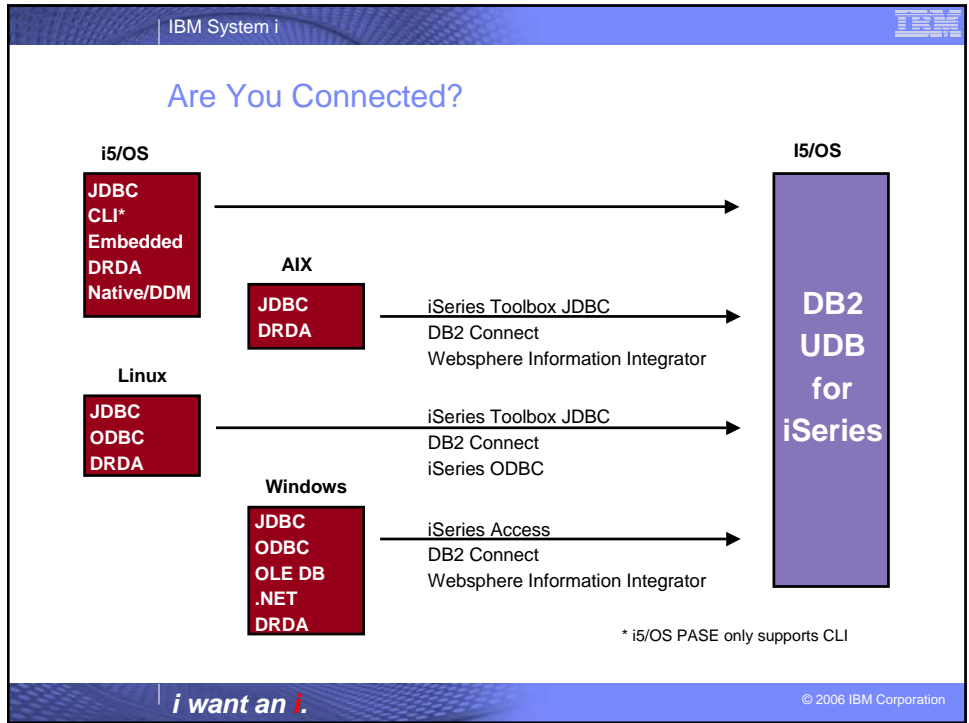 IBM System i
IBM
Are You Connected?
i5/OS
JDBC
CLI*
Embedded
DRDA
Native/DDM
I5/OS
DB2
UDB
for
iSeries
AIX
JDBC
DRDA
iSeries Toolbox JDBC
DB2 Connect
Websphere Information Integrator
Linux
JDBC
ODBC
DRDA
iSeries Toolbox JDBC
DB2 Connect
iSeries ODBC
Windows
JDBC
ODBC
OLE DB
.NET
DRDA
iSeries Access
DB2 Connect
Websphere Information Integrator
* i5/OS PASE only supports CLI
i want an i.
© 2006 IBM Corporation